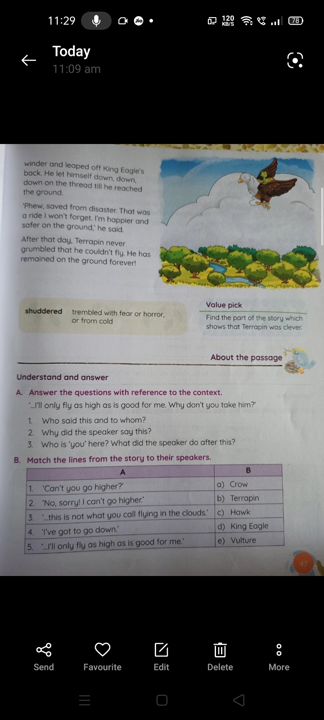 11:29
120
KB/S
78
Today
11:09 am
winder and leaped off King Eagle's
back. He let himself down, down,
down on the thread till he reached
the ground.
'Phew, saved from disaster. That was
a ride I won't forget. I'm happier and
safer on the ground,' he said.
After that day, Terrapin never
grumbled that he couldn't fly. He has
remained on the ground forever!
shuddered trembled with fear or horror,
or from cold
Value pick
Find the part of the story which
shows that Terrapin was clever.
About the passage
Understand and answer
A. Answer the questions with reference to the context.
'...I'll only fly as high as is good for me. Why don't you take him?'
1. Who said this and to whom?
2. Why did the speaker say this?
3. Who is 'you' here? What did the speaker do after this?
B. Match the lines from the story to their speakers.
A B
1. 'Can't you go higher?' a) Crow
2. 'No, sorry! I can't go higher.' b) Terrapin
3. '...this is not what you call flying in the clouds.' c) Hawk
4. 'I've got to go down.' d) King Eagle
5. '...I'll only fly as high as is good for me.' e) Vulture
Send Favourite Edit Delete More